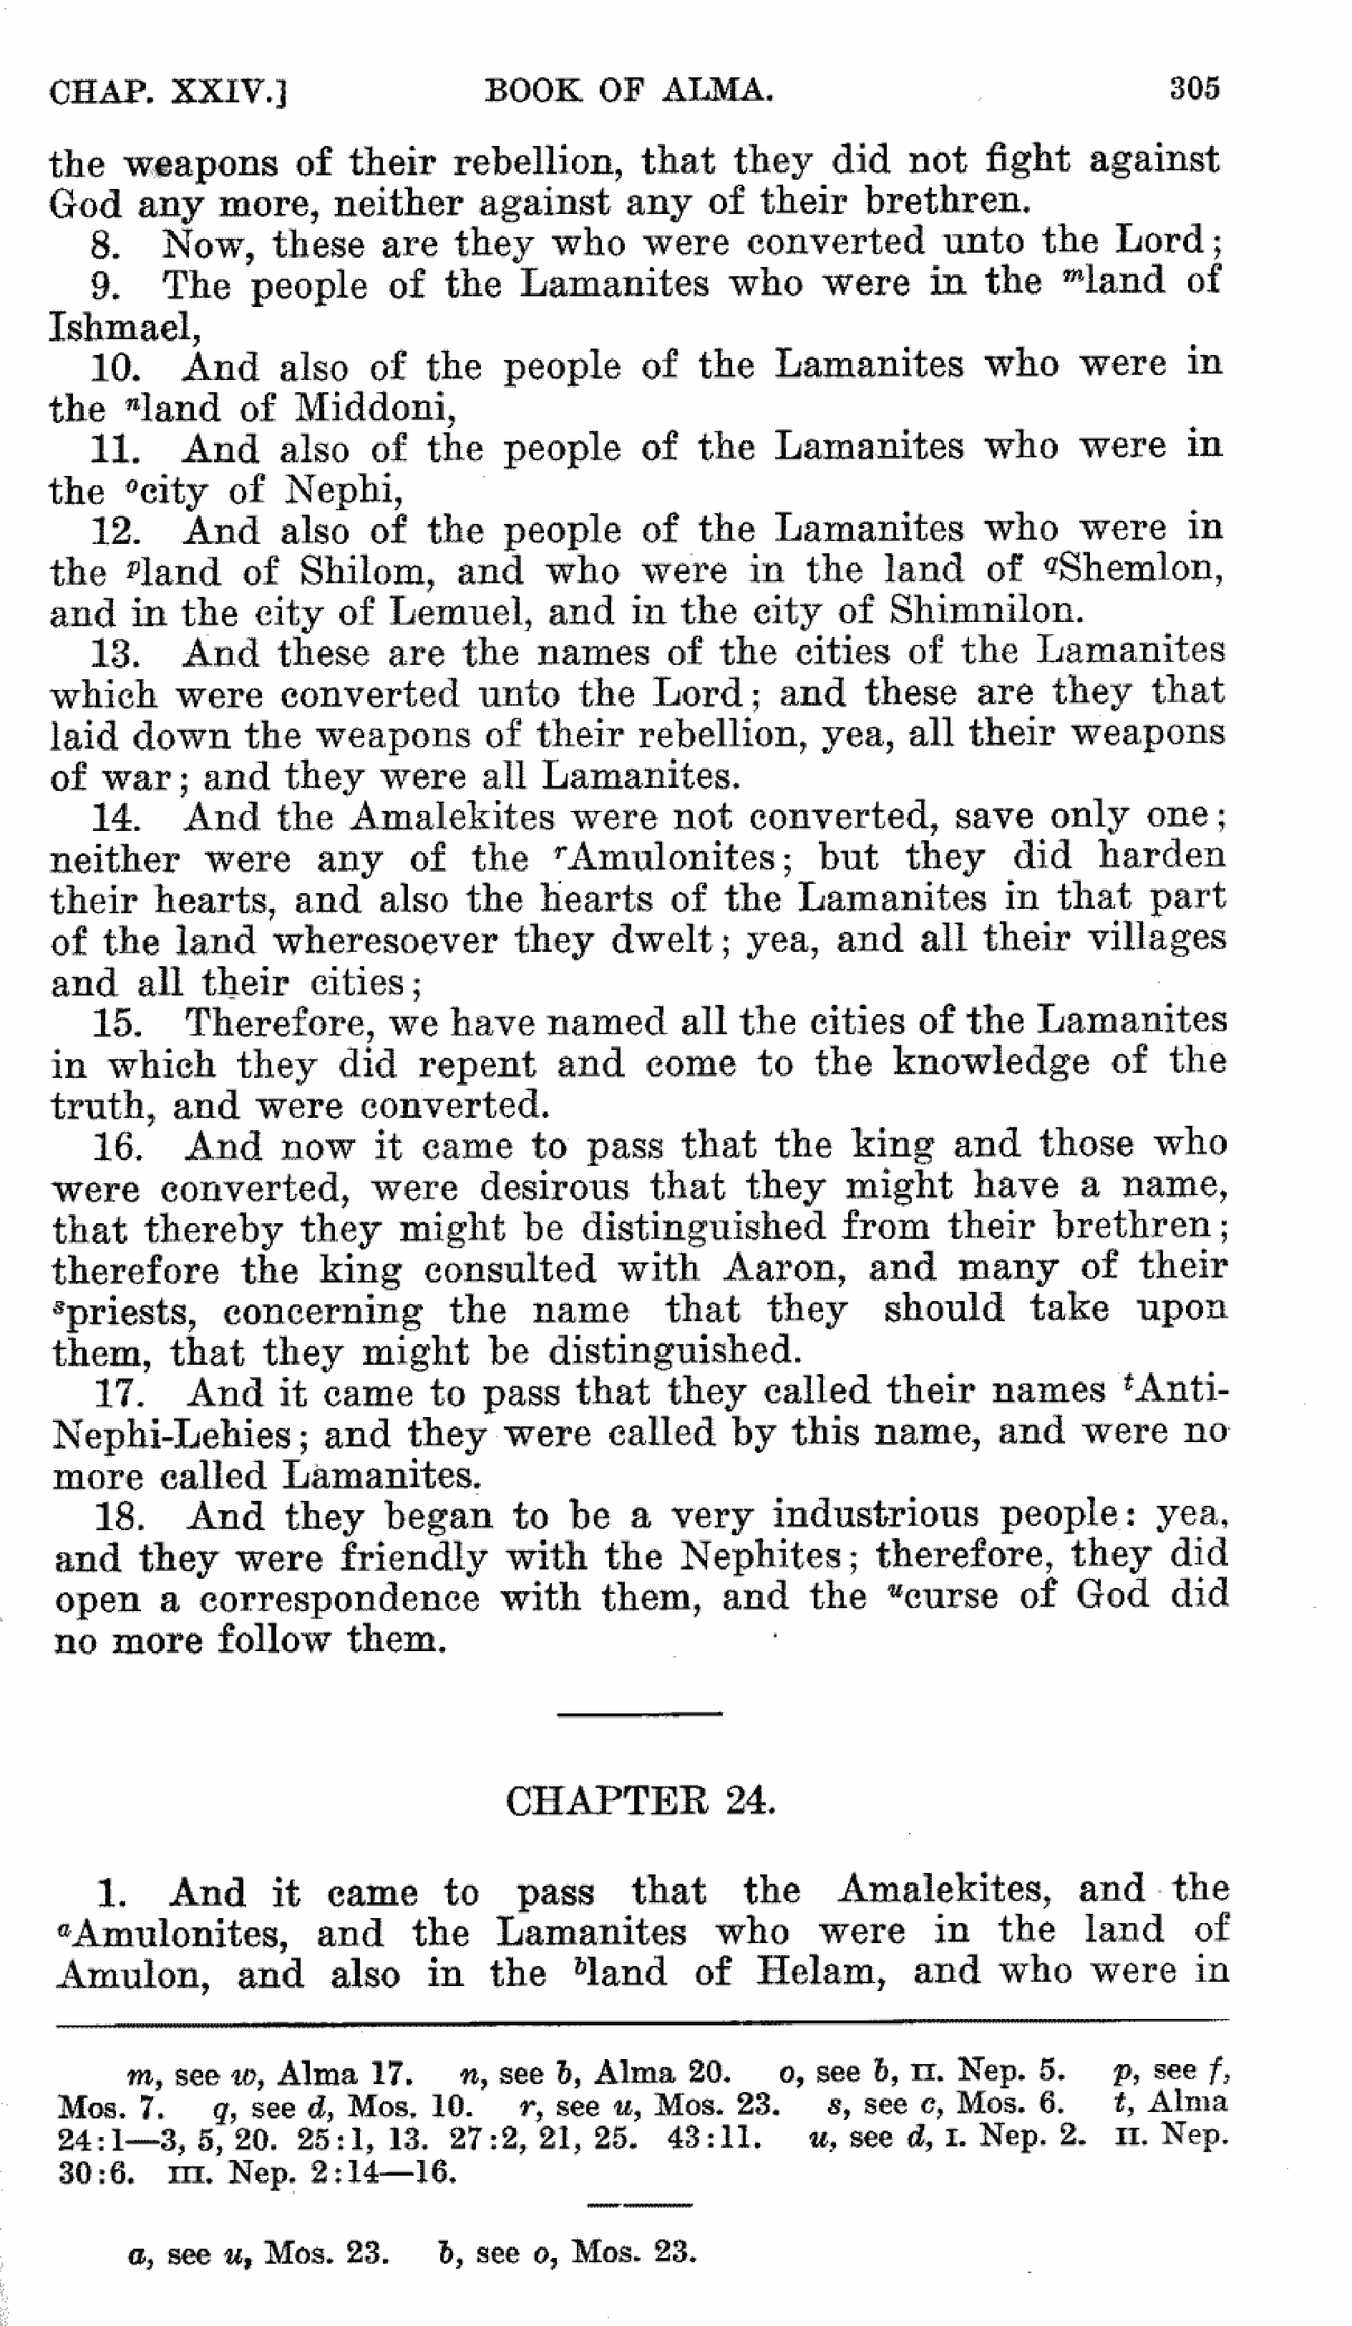 CHAP. XXIV.] BOOK OF ALMA. 305
the weapons of their rebellion, that they did not fight against
God any more, neither against any of their brethren.
8. Now, these are they who were converted unto the Lord;
9. The people of the Lamanites who were in the ᵐland of
Ishmael,
10. And also of the people of the Lamanites who were in
the ⁿland of Middoni,
11. And also of the people of the Lamanites who were in
the ᵒcity of Nephi,
12. And also of the people of the Lamanites who were in
the ᵖland of Shilom, and who were in the land of qShemlon,
and in the city of Lemuel, and in the city of Shimnilon.
13. And these are the names of the cities of the Lamanites
which were converted unto the Lord; and these are they that
laid down the weapons of their rebellion, yea, all their weapons
of war; and they were all Lamanites.
14. And the Amalekites were not converted, save only one;
neither were any of the ʳAmulonites; but they did harden
their hearts, and also the hearts of the Lamanites in that part
of the land wheresoever they dwelt; yea, and all their villages
and all their cities;
15. Therefore, we have named all the cities of the Lamanites
in which they did repent and come to the knowledge of the
truth, and were converted.
16. And now it came to pass that the king and those who
were converted, were desirous that they might have a name,
that thereby they might be distinguished from their brethren;
therefore the king consulted with Aaron, and many of their
ˢpriests, concerning the name that they should take upon
them, that they might be distinguished.
17. And it came to pass that they called their names ᵗAnti-
Nephi-Lehies; and they were called by this name, and were no
more called Lamanites.
18. And they began to be a very industrious people: yea,
and they were friendly with the Nephites; therefore, they did
open a correspondence with them, and the ᵘcurse of God did
no more follow them.
CHAPTER 24.
1. And it came to pass that the Amalekites, and the
ᵃAmulonites, and the Lamanites who were in the land of
Amulon, and also in the ᵇland of Helam, and who were in
m, see w, Alma 17. n, see b, Alma 20. o, see b, II. Nep. 5. p, see f,
Mos. 7. q, see d, Mos. 10. r, see u, Mos. 23. s, see c, Mos. 6. t, Alma
24:1—3, 5, 20. 25:1, 13. 27:2, 21, 25. 43:11. u, see d, I. Nep. 2. II. Nep.
30:6. III. Nep. 2:14—16.
a, see u, Mos. 23. b, see o, Mos. 23.